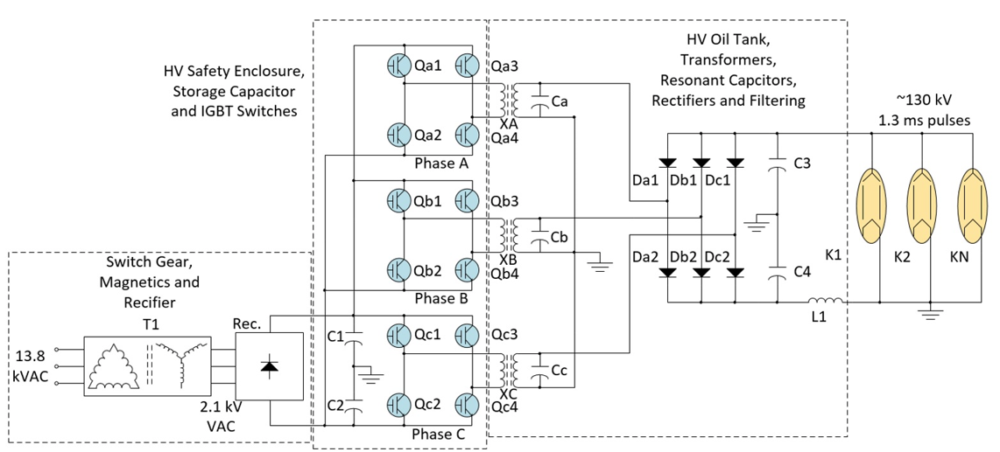 HV Safety Enclosure,
Storage Capacitor
and IGBT Switches
HV Oil Tank,
Transformers,
Resonant Capcitors,
Rectifiers and Filtering
~130 kV
1.3 ms pulses
Qa1
Qa3
Ca
XA
Qa2
Qa4
Phase A
Da1
Db1
Dc1
C3
Qb1
Qb3
Cb
XB
Qb2
Qb4
Phase B
Da2
Db2
Dc2
C4
K1
K2
KN
L1
Switch Gear,
Magnetics and
Rectifier
T1
Rec.
13.8
kVAC
2.1 kV
VAC
C1
C2
Qc1
Qc3
Cc
XC
Qc2
Qc4
Phase C